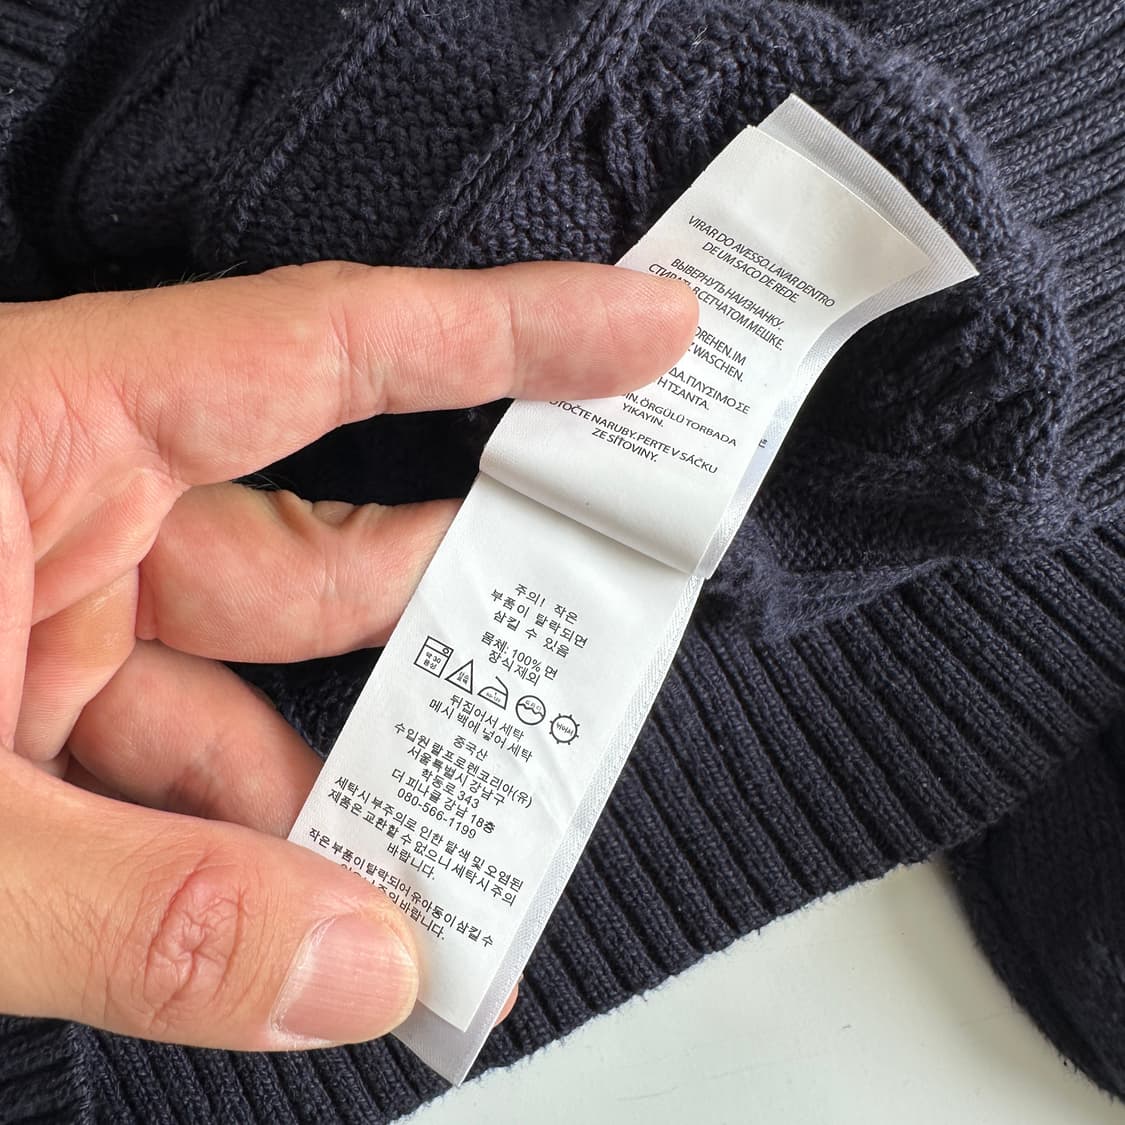 VIRAR DO AVESSO. LAVAR DENTRO
DE UM SACO DE REDE.
ВЫВЕРНУТЬ НАИЗНАНКУ.
СТИРАТЬ В СЕТЧАТОМ МЕШКЕ.
IM
WASCHEN.
ΠΛΥΣΙΜΟ ΣΕ
ΤΣΑΝΤΑ.
ÖRGÜLÜ TORBADA
YIKAYIN.
NARUBY. PERTE V SÁČKU
ZE SÍŤOVINY.
주의! 작은
부품이 탈락되면
삼킬 수 있음
몸체: 100% 면
장식제외
뒤집어서 세탁
메시 백에 넣어 세탁
중국산
수입원 랄프로렌코리아(유)
서울특별시 강남구
학동로 343
더 피나클 강남 18층
080-566-1199
세탁시 부주의로 인한 탈색 및 오염된
제품은 교환할 수 없으니 세탁시 주의
바랍니다.
작은 부품이 탈락되어 유아동이 삼킬 수
주의 바랍니다.